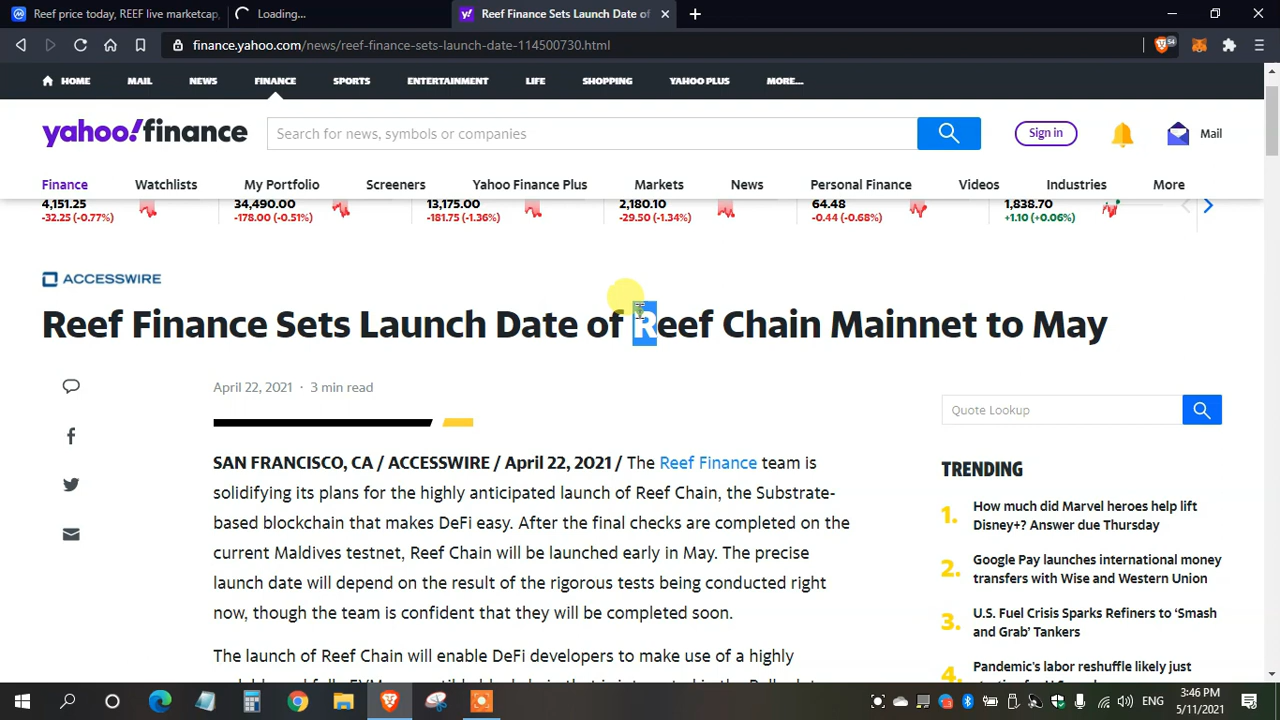 Reef price today, REEF live marketcap,
Loading...
Reef Finance Sets Launch Date of
finance.yahoo.com/news/reef-finance-sets-launch-date-114500730.html
54
HOME MAIL NEWS FINANCE SPORTS ENTERTAINMENT LIFE SHOPPING YAHOO PLUS MORE...
yahoo!finance
Search for news, symbols or companies
Sign in
Mail
Finance Watchlists My Portfolio Screeners Yahoo Finance Plus Markets News Personal Finance Videos Industries More
4,151.25 34,490.00 13,175.00 2,180.10 64.48 1,838.70
-32.25 (-0.77%) -178.00 (-0.51%) -181.75 (-1.36%) -29.50 (-1.34%) -0.44 (-0.68%) +1.10 (+0.06%)
ACCESSWIRE
Reef Finance Sets Launch Date of Reef Chain Mainnet to May
April 22, 2021 · 3 min read
SAN FRANCISCO, CA / ACCESSWIRE / April 22, 2021 / The Reef Finance team is
solidifying its plans for the highly anticipated launch of Reef Chain, the Substrate-
based blockchain that makes DeFi easy. After the final checks are completed on the
current Maldives testnet, Reef Chain will be launched early in May. The precise
launch date will depend on the result of the rigorous tests being conducted right
now, though the team is confident that they will be completed soon.
The launch of Reef Chain will enable DeFi developers to make use of a highly
Quote Lookup
TRENDING
1. How much did Marvel heroes help lift
Disney+? Answer due Thursday
2. Google Pay launches international money
transfers with Wise and Western Union
3. U.S. Fuel Crisis Sparks Refiners to ‘Smash
and Grab’ Tankers
4. Pandemic's labor reshuffle likely just
ENG
3:46 PM
5/11/2021